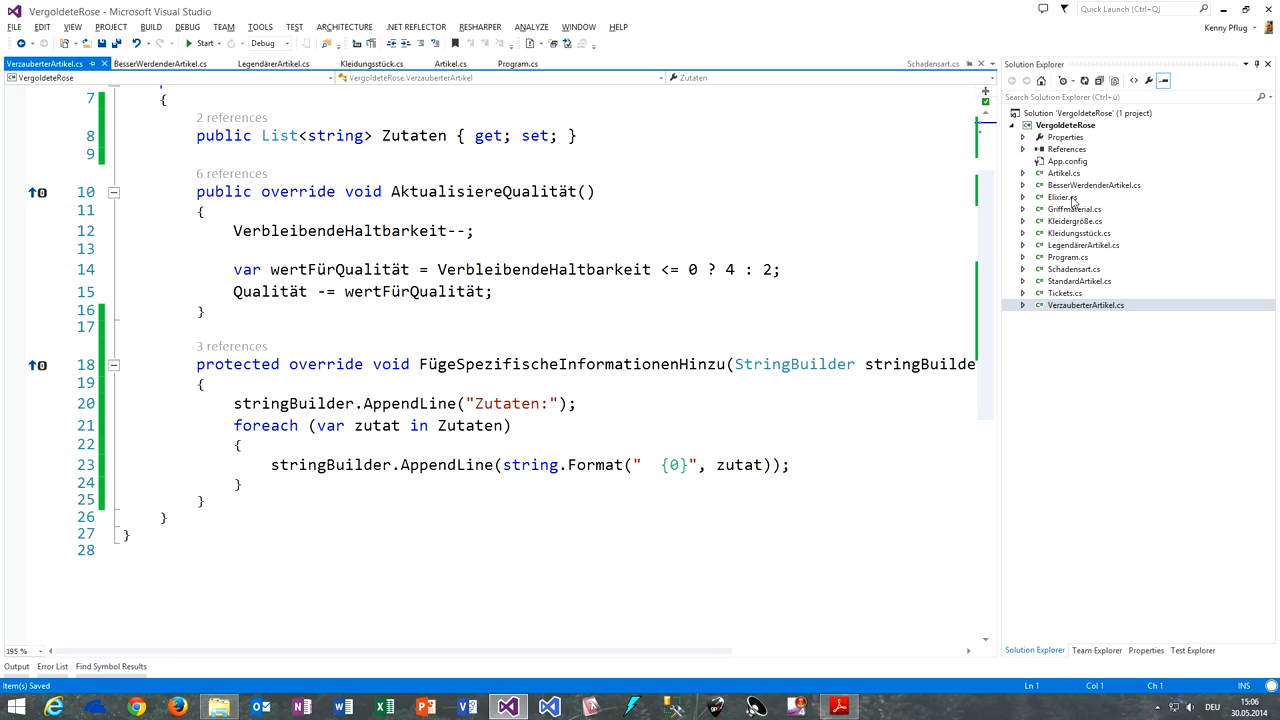 VergoldeteRose - Microsoft Visual Studio
Quick Launch (Ctrl+Q)
FILE EDIT VIEW PROJECT BUILD DEBUG TEAM TOOLS TEST ARCHITECTURE .NET REFLECTOR RESHARPER ANALYZE WINDOW HELP
Kenny Pflug
Start Debug
VerzauberterArtikel.cs BesserWerdenderArtikel.cs LegendärerArtikel.cs Kleidungsstück.cs Artikel.cs Program.cs Schadensart.cs
VergoldeteRose VergoldeteRose.VerzauberterArtikel Zutaten
7 {
2 references
8 public List<string> Zutaten { get; set; }
9
6 references
10 public override void AktualisiereQualität()
11 {
12 VerbleibendeHaltbarkeit--;
13
14 var wertFürQualität = VerbleibendeHaltbarkeit <= 0 ? 4 : 2;
15 Qualität -= wertFürQualität;
16 }
17
3 references
18 protected override void FügeSpezifischeInformationenHinzu(StringBuilder stringBuilde
19 {
20 stringBuilder.AppendLine("Zutaten:");
21 foreach (var zutat in Zutaten)
22 {
23 stringBuilder.AppendLine(string.Format("  {0}", zutat));
24 }
25 }
26 }
27 }
28
195 %
Output Error List Find Symbol Results
Item(s) Saved
Ln 1 Col 1 Ch 1 INS
Solution Explorer
Search Solution Explorer (Ctrl+ü)
Solution 'VergoldeteRose' (1 project)
VergoldeteRose
Properties
References
App.config
Artikel.cs
BesserWerdenderArtikel.cs
Elixier.cs
Griffmaterial.cs
Kleidergröße.cs
Kleidungsstück.cs
LegendärerArtikel.cs
Program.cs
Schadensart.cs
StandardArtikel.cs
Tickets.cs
VerzauberterArtikel.cs
Solution Explorer Team Explorer Properties Test Explorer
DEU
15:06
30.05.2014